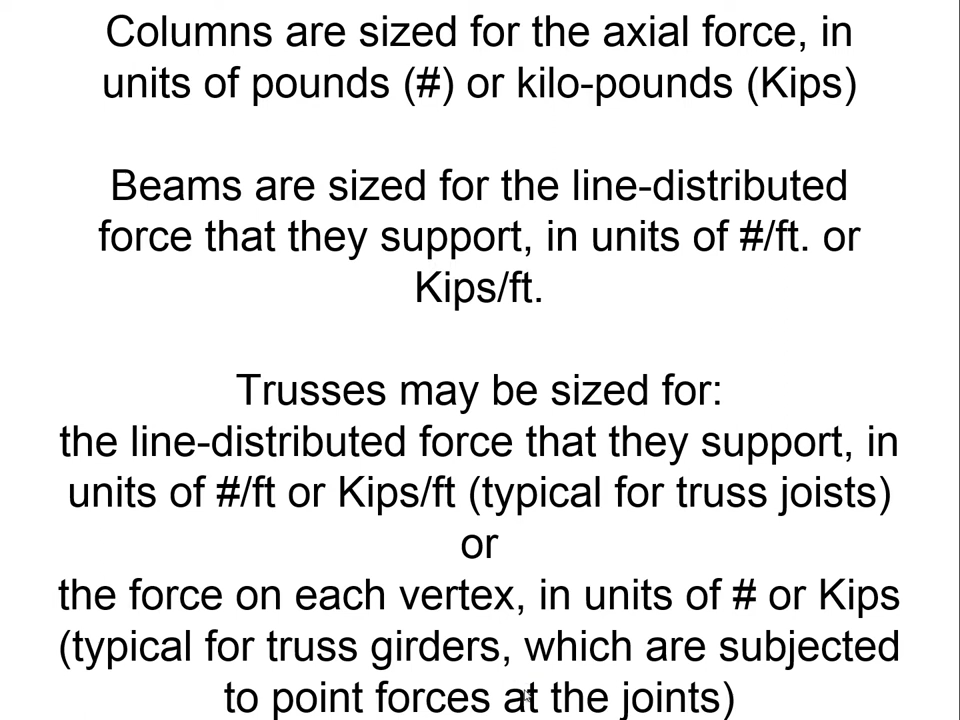 Columns are sized for the axial force, in
units of pounds (#) or kilo-pounds (Kips)
Beams are sized for the line-distributed
force that they support, in units of #/ft. or
Kips/ft.
Trusses may be sized for:
the line-distributed force that they support, in
units of #/ft or Kips/ft (typical for truss joists)
or
the force on each vertex, in units of # or Kips
(typical for truss girders, which are subjected
to point forces at the joints)